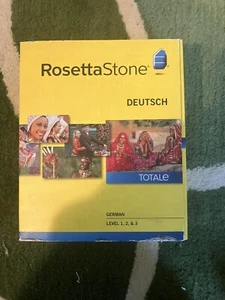 RosettaStone®
DEUTSCH
TOTALe
GERMAN
LEVEL 1, 2, & 3